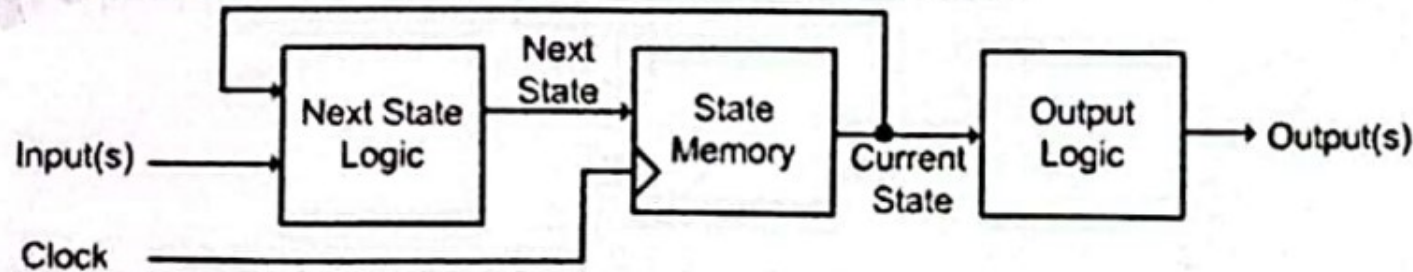 Next
State
Next State
Logic
State
Memory
Output
Logic
Input(s)
Current
State
Output(s)
Clock